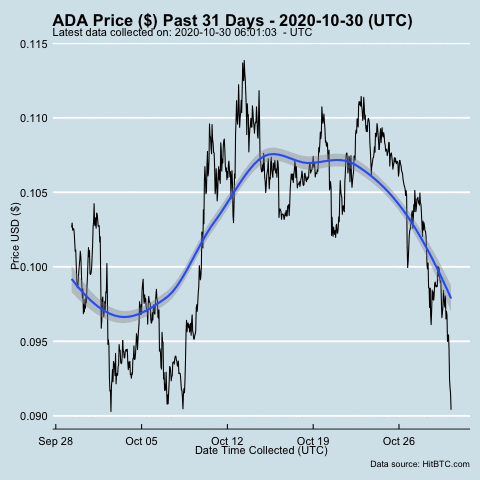 ADA Price ($) Past 31 Days - 2020-10-30 (UTC)
Latest data collected on: 2020-10-30 06:01:03  - UTC
0.115
0.110
0.105
0.100
0.095
0.090
Price USD ($)
Sep 28
Oct 05
Oct 12
Oct 19
Oct 26
Date Time Collected (UTC)
Data source: HitBTC.com